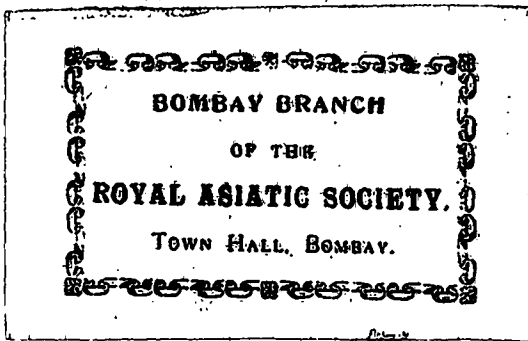 BOMBAY BRANCH
OF THE
ROYAL ASIATIC SOCIETY.
TOWN HALL, BOMBAY.